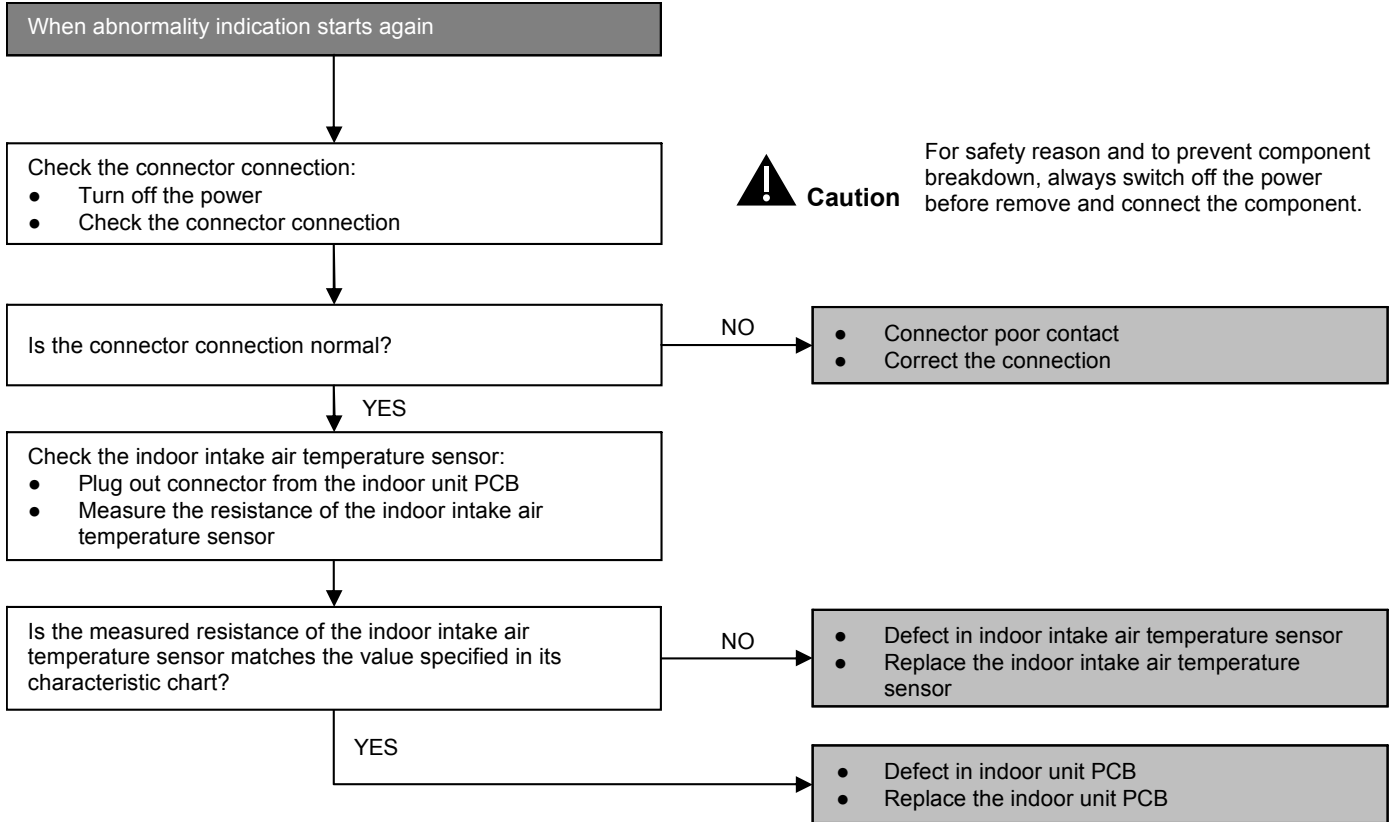 When abnormality indication starts again
Check the connector connection:
● Turn off the power
● Check the connector connection
Caution
For safety reason and to prevent component
breakdown, always switch off the power
before remove and connect the component.
Is the connector connection normal?
NO
● Connector poor contact
● Correct the connection
YES
Check the indoor intake air temperature sensor:
● Plug out connector from the indoor unit PCB
● Measure the resistance of the indoor intake air
temperature sensor
Is the measured resistance of the indoor intake air
temperature sensor matches the value specified in its
characteristic chart?
NO
● Defect in indoor intake air temperature sensor
● Replace the indoor intake air temperature
sensor
YES
● Defect in indoor unit PCB
● Replace the indoor unit PCB